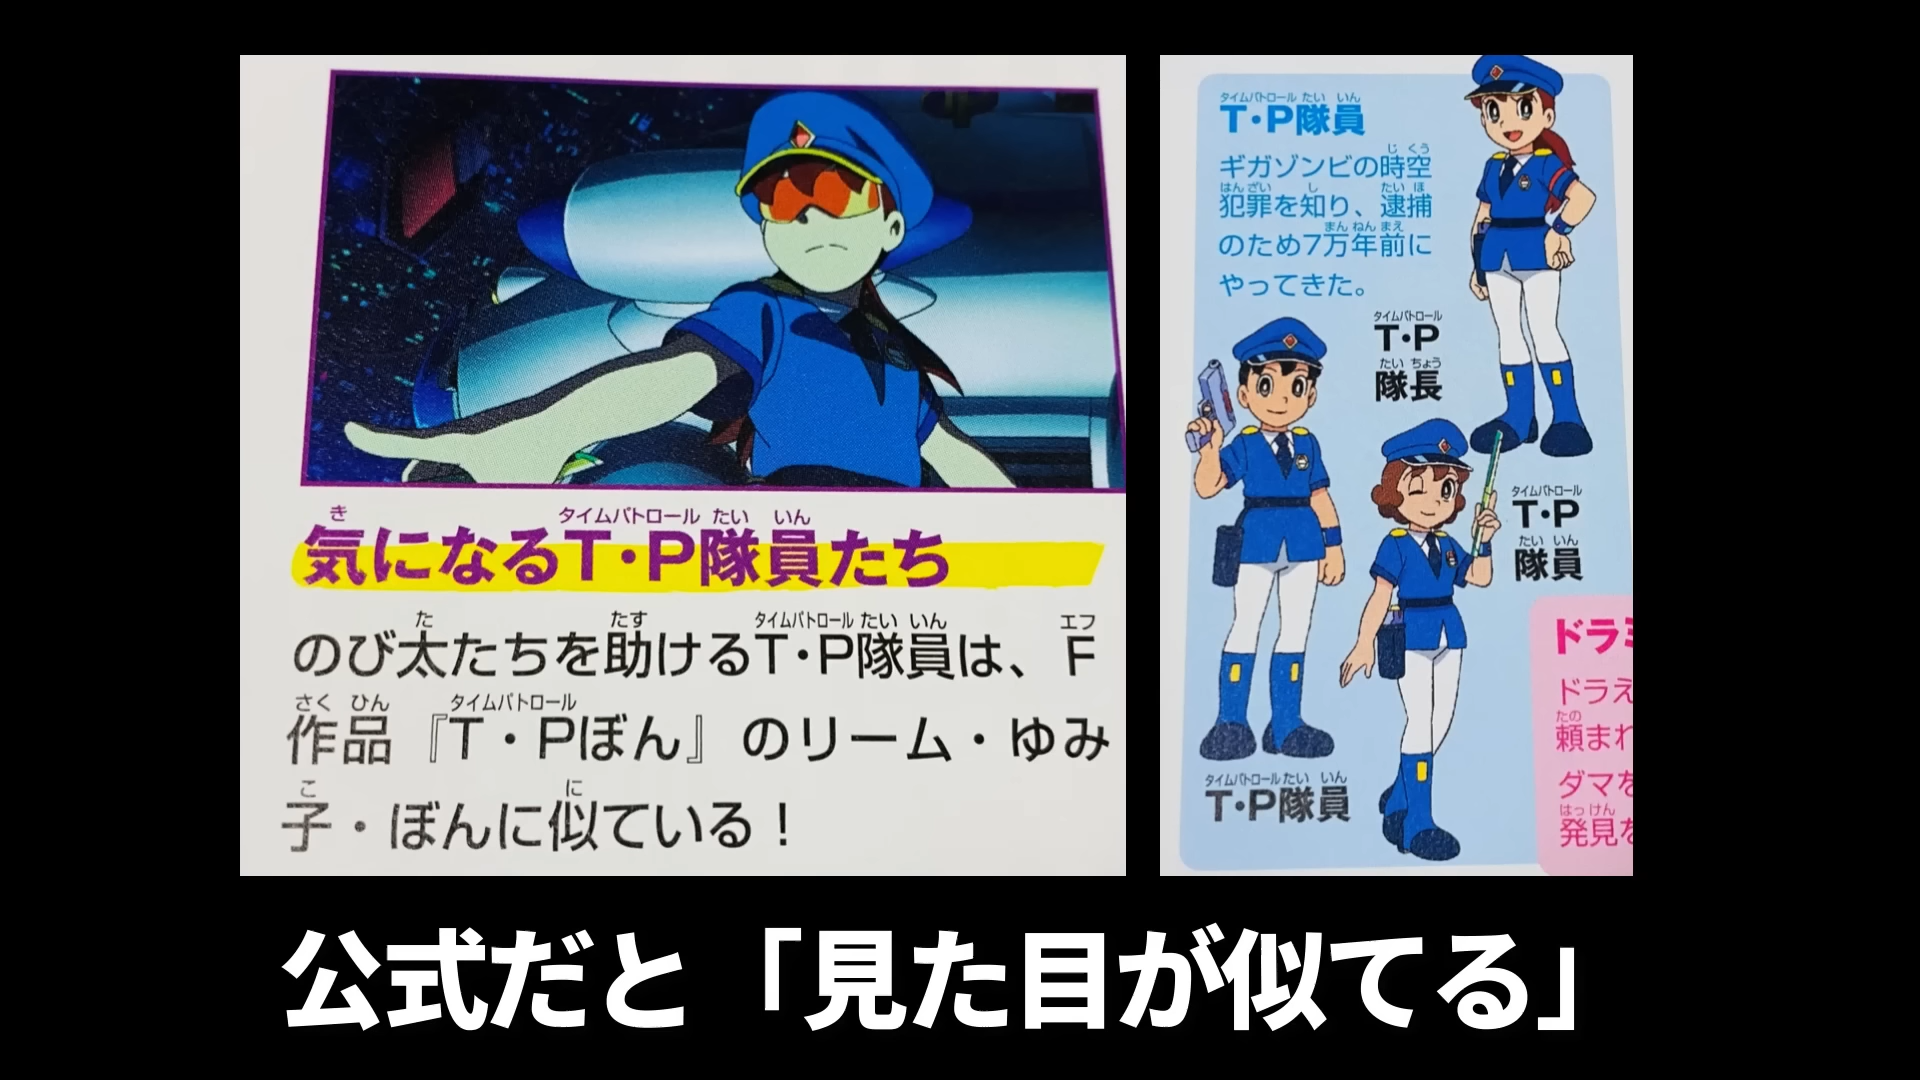 気になるT・P隊員たち
のび太たちを助けるT・P隊員は、F
作品『T・Pぼん』のリーム・ゆみ
子・ぼんに似ている！
T・P隊員
ギガゾンビの時空
犯罪を知り、逮捕
のため7万年前に
やってきた。
T・P
隊長
T・P
隊員
T・P隊員
ドラミ
ドラえ
頼まれ
ダマを
発見を
公式だと「見た目が似てる」